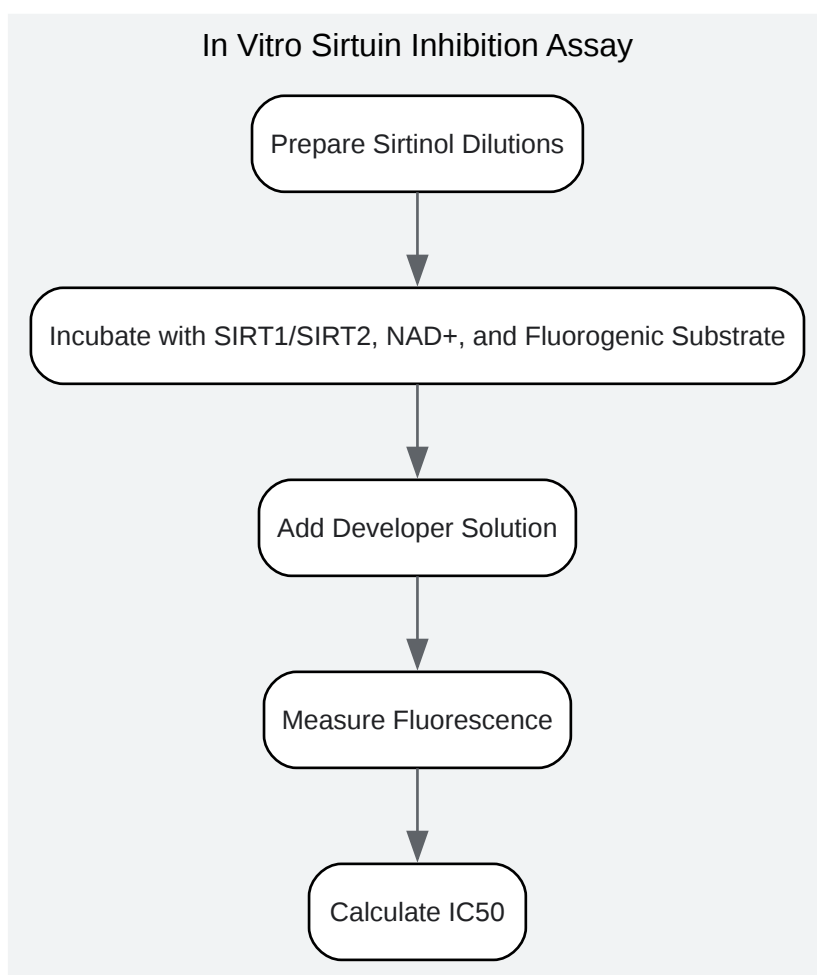 In Vitro Sirtuin Inhibition Assay
Prepare Sirtinol Dilutions
Incubate with SIRT1/SIRT2, NAD+, and Fluorogenic Substrate
Add Developer Solution
Measure Fluorescence
Calculate IC50